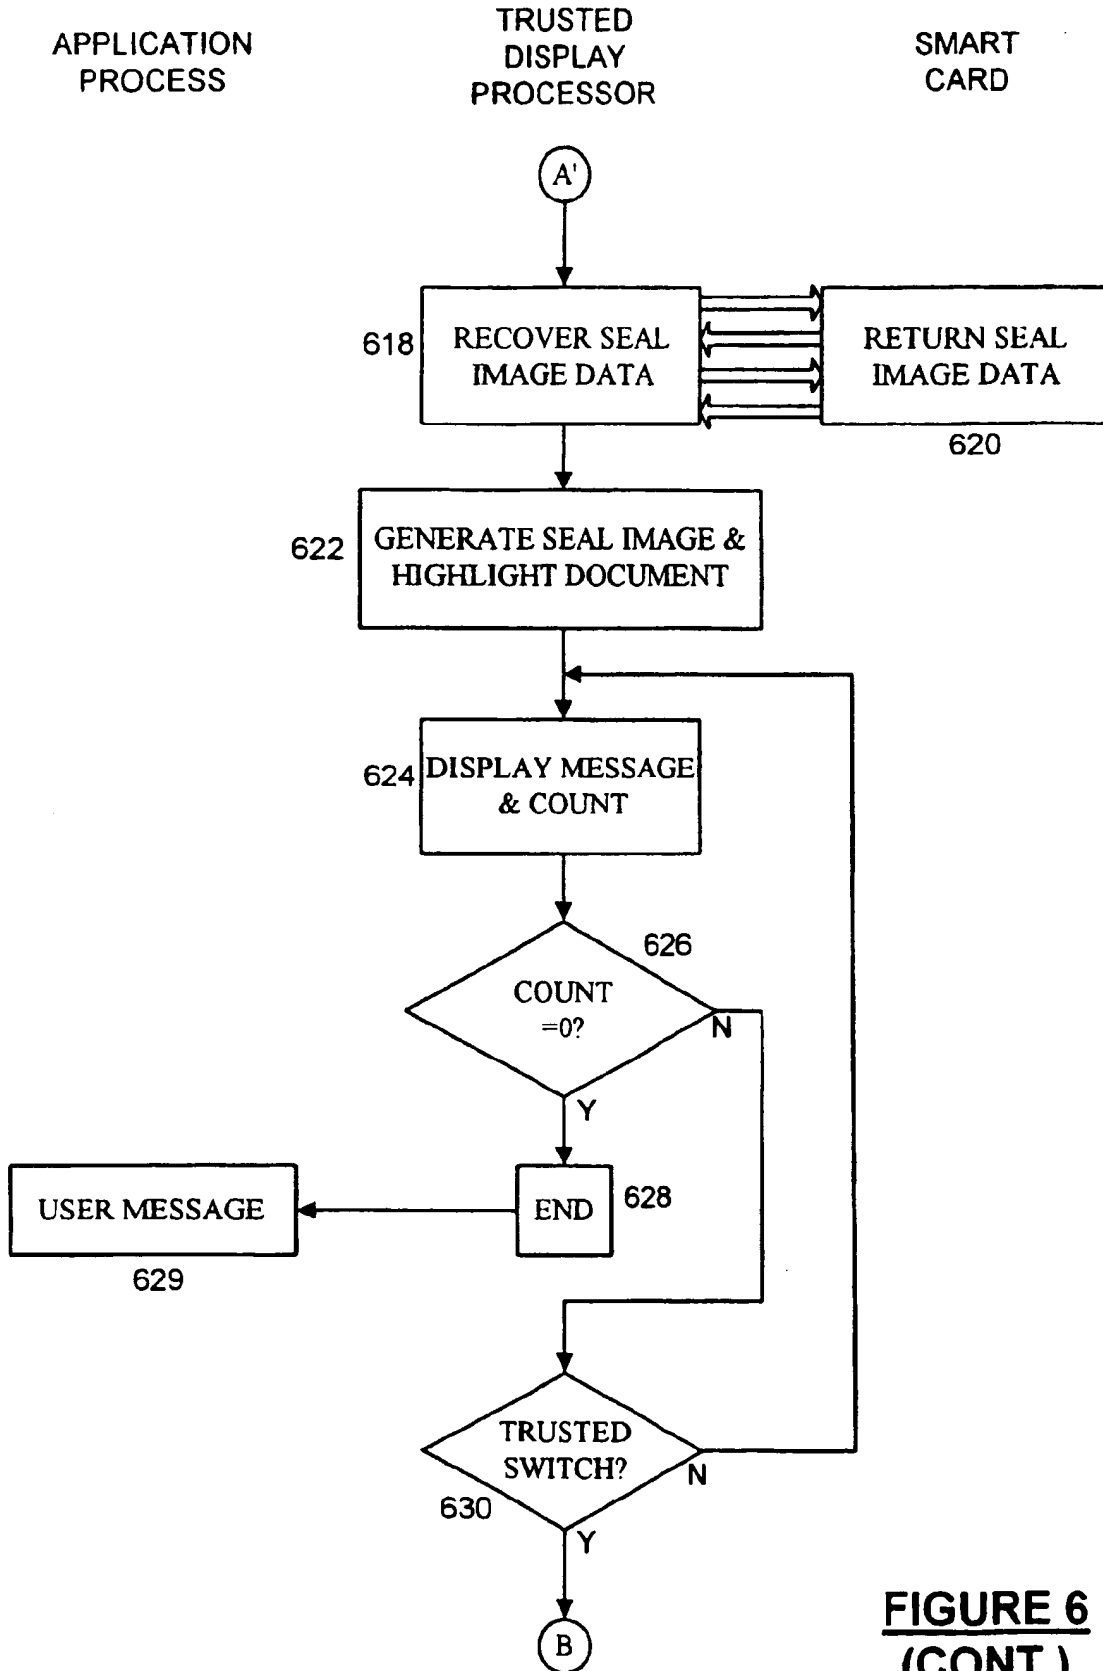 APPLICATION
PROCESS
TRUSTED
DISPLAY
PROCESSOR
SMART
CARD
A'
618
RECOVER SEAL
IMAGE DATA
RETURN SEAL
IMAGE DATA
620
622
GENERATE SEAL IMAGE &
HIGHLIGHT DOCUMENT
624
DISPLAY MESSAGE
& COUNT
626
COUNT
=0?
N
Y
USER MESSAGE
629
END
628
TRUSTED
SWITCH?
N
630
Y
B
FIGURE 6
(CONT.)